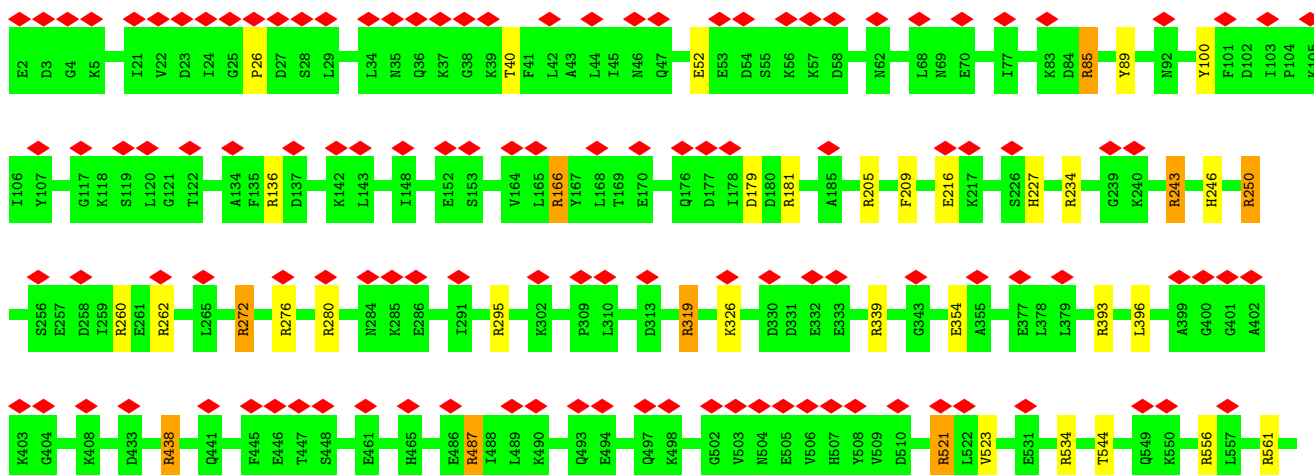 E2 D3 G4 K5 I21 V22 D23 I24 G25 P26 D27 S28 L29 L34 N35 Q36 K37 G38 K39 T40 F41 L42 A43 L44 I45 N46 Q47 E52 E53 D54 S55 K56 K57 D58 N62 L68 N69 E70 I77 K83 D84 R85 Y89 N92 Y100 F101 D102 I103 P104 K105
I106 Y107 G117 K118 S119 L120 G121 T122 A134 F135 R136 D137 K142 L143 I148 E152 S153 V164 L165 R166 Y167 L168 T169 E170 Q176 D177 I178 D179 D180 R181 A185 R205 F209 E216 K217 S226 H227 R234 G239 K240 R243 H246 R250
S256 E257 D258 I259 R260 E261 R262 L265 R272 R276 R280 N284 K285 E286 I291 R295 K302 P309 L310 D313 R319 K326 D330 D331 E332 E333 R339 G343 E354 A355 E377 L378 L379 R393 L396 A399 G400 G401 A402
K403 G404 K408 D433 R438 Q441 F445 E446 T447 S448 E461 H465 E486 R487 I488 L489 K490 Q493 E494 Q497 K498 G502 V503 N504 E505 V506 H507 Y508 V509 D510 R521 L522 V523 E531 R534 T544 Q549 K550 R556 L557 R561